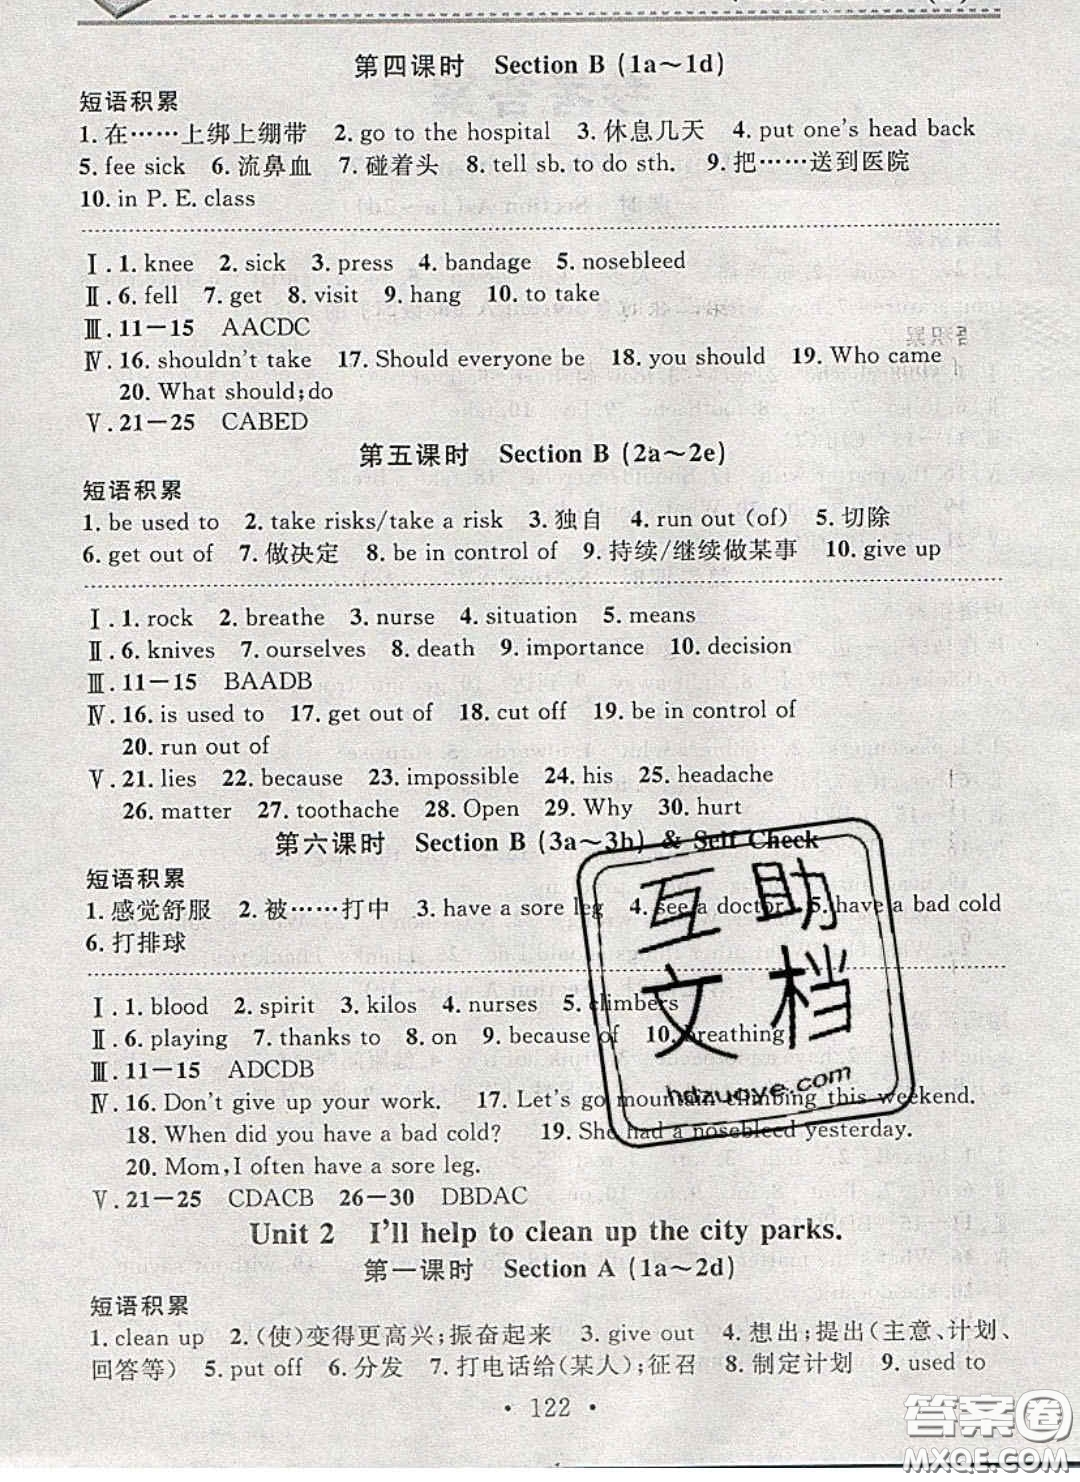 第四课时 Section B (1a～1d)
短语积累
1. 在……上绑上绷带 2. go to the hospital 3. 休息几天 4. put one's head back
5. fee sick 6. 流鼻血 7. 碰着头 8. tell sb. to do sth. 9. 把……送到医院
10. in P. E. class
Ⅰ. 1. knee 2. sick 3. press 4. bandage 5. nosebleed
Ⅱ. 6. fell 7. get 8. visit 9. hang 10. to take
Ⅲ. 11－15 AACDC
Ⅳ. 16. shouldn't take 17. Should everyone be 18. you should 19. Who came
20. What should;do
Ⅴ. 21－25 CABED
第五课时 Section B (2a～2e)
短语积累
1. be used to 2. take risks/take a risk 3. 独自 4. run out (of) 5. 切除
6. get out of 7. 做决定 8. be in control of 9. 持续/继续做某事 10. give up
Ⅰ. 1. rock 2. breathe 3. nurse 4. situation 5. means
Ⅱ. 6. knives 7. ourselves 8. death 9. importance 10. decision
Ⅲ. 11－15 BAADB
Ⅳ. 16. is used to 17. get out of 18. cut off 19. be in control of
20. run out of
Ⅴ. 21. lies 22. because 23. impossible 24. his 25. headache
26. matter 27. toothache 28. Open 29. Why 30. hurt
第六课时 Section B (3a～3b) & Self Check
短语积累
1. 感觉舒服 2. 被……打中 3. have a sore leg 4. see a doctor 5. have a bad cold
6. 打排球
Ⅰ. 1. blood 2. spirit 3. kilos 4. nurses 5. climbers
Ⅱ. 6. playing 7. thanks to 8. on 9. because of 10. breathing
Ⅲ. 11－15 ADCDB
Ⅳ. 16. Don't give up your work. 17. Let's go mountain climbing this weekend.
18. When did you have a bad cold? 19. She had a nosebleed yesterday.
20. Mom,I often have a sore leg.
Ⅴ. 21－25 CDACB 26－30 DBDAC
Unit 2 I'll help to clean up the city parks.
第一课时 Section A (1a～2d)
短语积累
1. clean up 2. (使)变得更高兴;振奋起来 3. give out 4. 想出;提出(主意、计划、
回答等) 5. put off 6. 分发 7. 打电话给(某人);征召 8. 制定计划 9. used to
· 122 ·
互助
文档
hdzuoye.com
答案圈
MXQE.COM